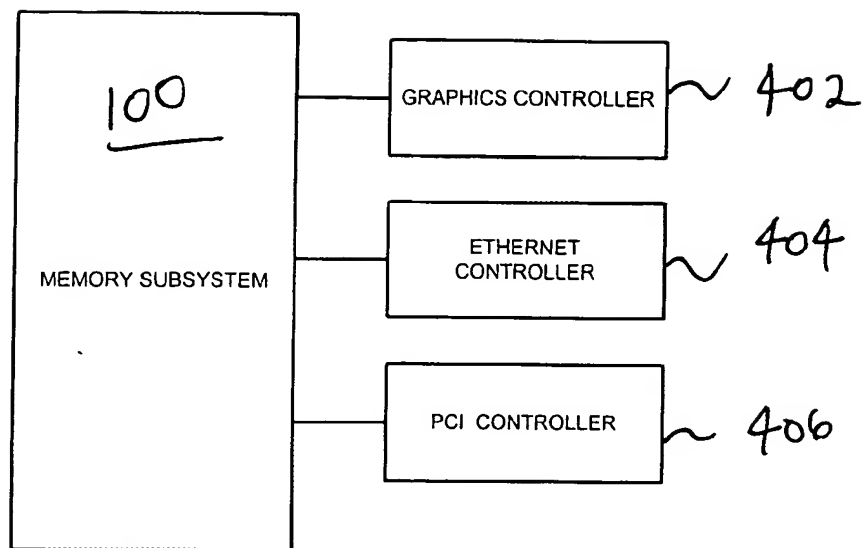 100
MEMORY SUBSYSTEM
GRAPHICS CONTROLLER
402
ETHERNET
CONTROLLER
404
PCI CONTROLLER
406